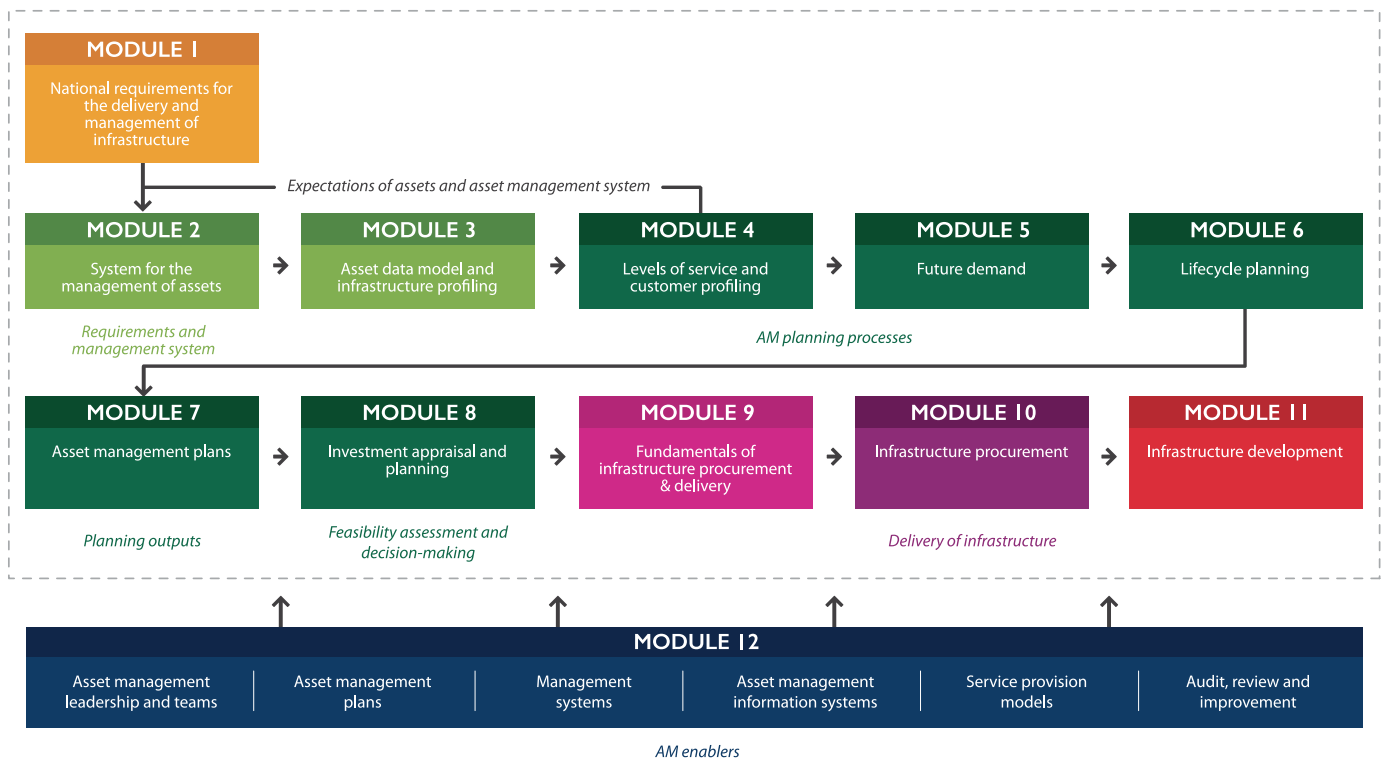 MODULE 1
National requirements for
the delivery and
management of
infrastructure
Expectations of assets and asset management system
MODULE 2
System for the
management of assets
MODULE 3
Asset data model and
infrastructure profiling
MODULE 4
Levels of service and
customer profiling
MODULE 5
Future demand
MODULE 6
Lifecycle planning
Requirements and
management system
AM planning processes
MODULE 7
Asset management plans
MODULE 8
Investment appraisal and
planning
MODULE 9
Fundamentals of
infrastructure procurement
& delivery
MODULE 10
Infrastructure procurement
MODULE 11
Infrastructure development
Planning outputs
Feasibility assessment and
decision-making
Delivery of infrastructure
MODULE 12
Asset management
leadership and teams
Asset management
plans
Management
systems
Asset management
information systems
Service provision
models
Audit, review and
improvement
AM enablers